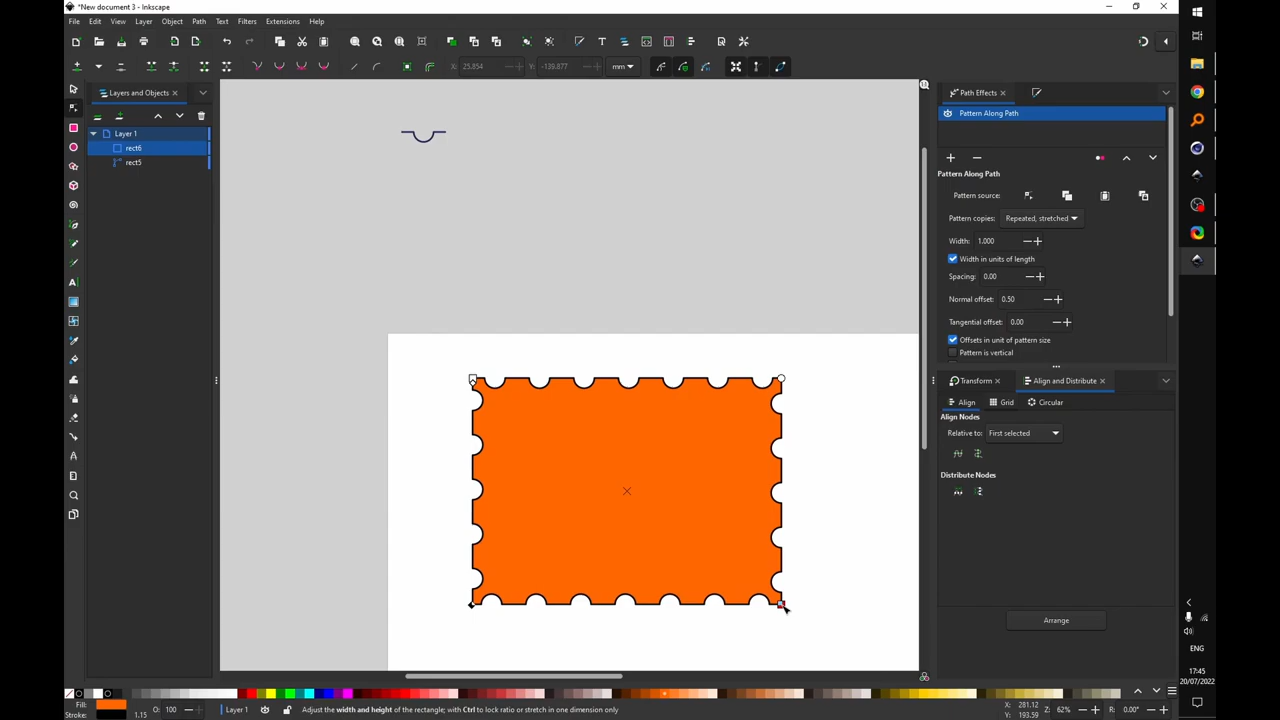 *New document 3 - Inkscape
File Edit View Layer Object Path Text Filters Extensions Help
X: 25.854 Y: -139.877 mm
Layers and Objects
Layer 1
rect6
rect5
Path Effects
Pattern Along Path
Pattern Along Path
Pattern source:
Pattern copies: Repeated, stretched
Width: 1.000
Width in units of length
Spacing: 0.00
Normal offset: 0.50
Tangential offset: 0.00
Offsets in unit of pattern size
Pattern is vertical
Transform Align and Distribute
Align Grid Circular
Align Nodes
Relative to: First selected
Distribute Nodes
Arrange
ENG
17:45
20/07/2022
Fill:
Stroke: 1.15
O: 100
Layer 1
Adjust the width and height of the rectangle; with Ctrl to lock ratio or stretch in one dimension only
X: 281.12
Y: 193.59
Z: 62%
R: 0.00°